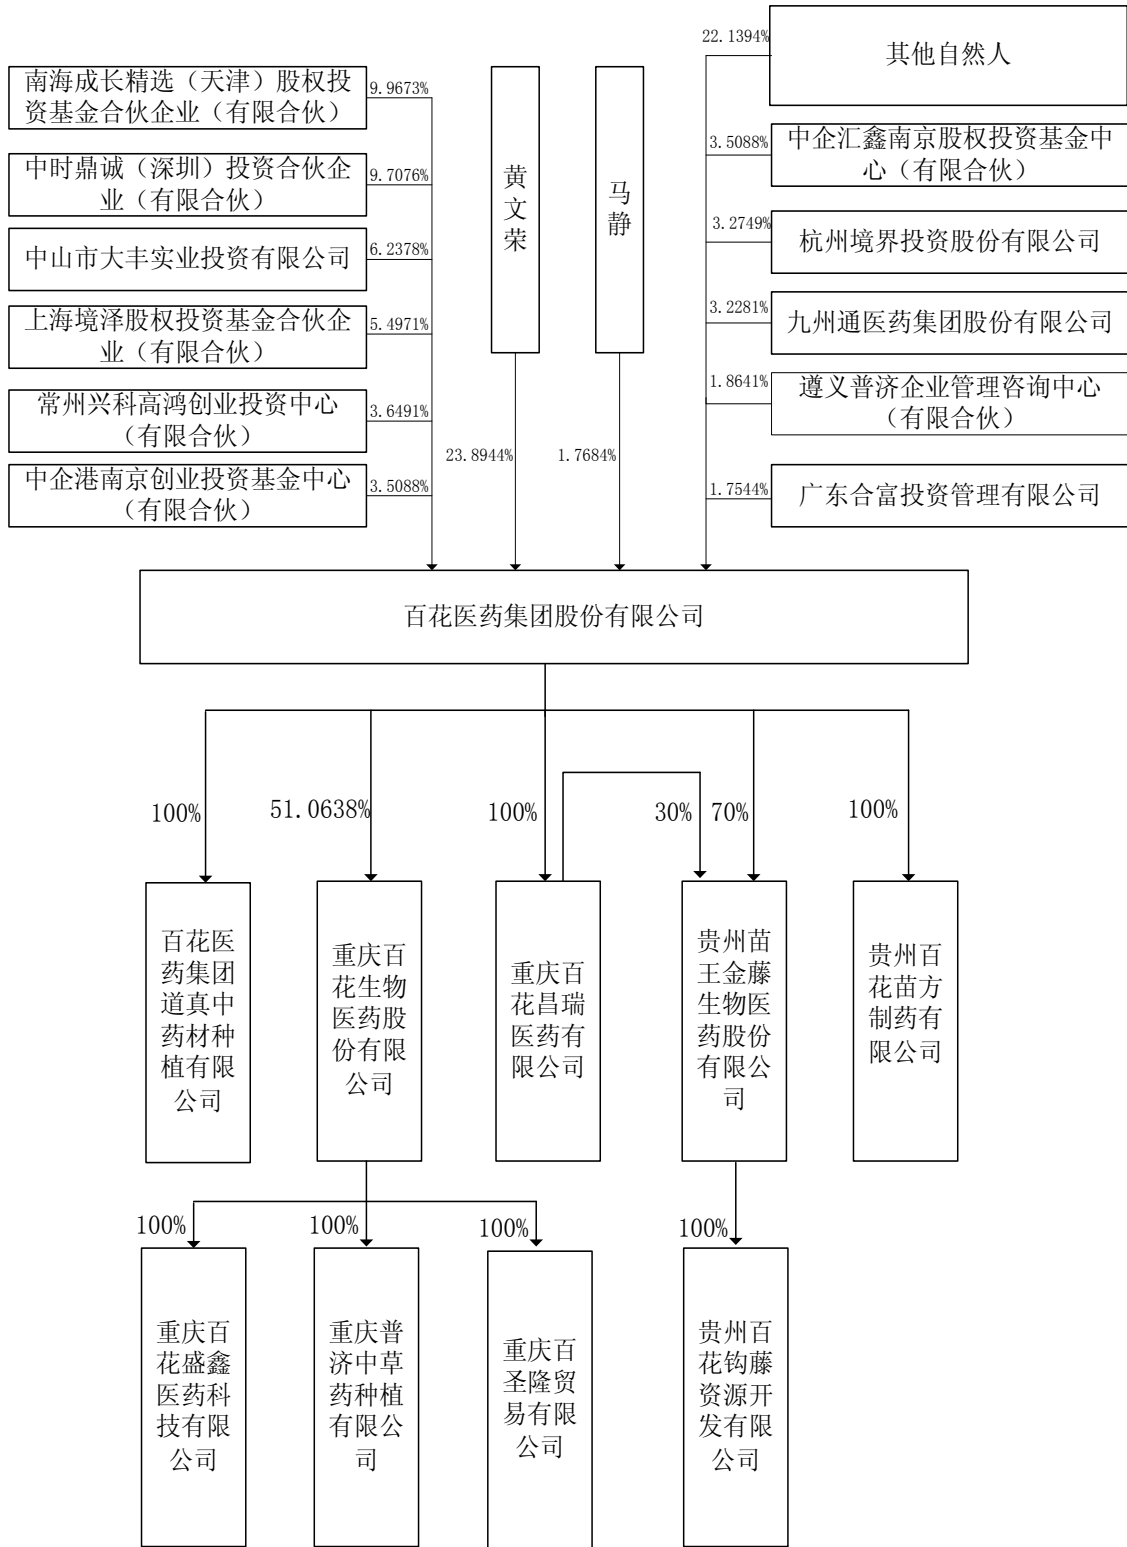 22.1394%
其他自然人
南海成长精选（天津）股权投
资基金合伙企业（有限合伙）
9.9673%
中时鼎诚（深圳）投资合伙企
业（有限合伙）
9.7076%
中山市大丰实业投资有限公司
6.2378%
上海境泽股权投资基金合伙企
业（有限合伙）
5.4971%
常州兴科高鸿创业投资中心
（有限合伙）
3.6491%
中企港南京创业投资基金中心
（有限合伙）
3.5088%
黄
文
荣
23.8944%
马
静
1.7684%
3.5088%
中企汇鑫南京股权投资基金中
心（有限合伙）
3.2749%
杭州境界投资股份有限公司
3.2281%
九州通医药集团股份有限公司
1.8641%
遵义普济企业管理咨询中心
（有限合伙）
1.7544%
广东合富投资管理有限公司
百花医药集团股份有限公司
100%
51.0638%
100%
30%
70%
100%
百花医
药集团
道真中
药材种
植有限
公司
重庆百
花生物
医药股
份有限
公司
重庆百
花昌瑞
医药有
限公司
贵州苗
王金藤
生物医
药股份
有限公
司
贵州百
花苗方
制药有
限公司
100%
100%
100%
100%
重庆百
花盛鑫
医药科
技有限
公司
重庆普
济中草
药种植
有限公
司
重庆百
圣隆贸
易有限
公司
贵州百
花钩藤
资源开
发有限
公司